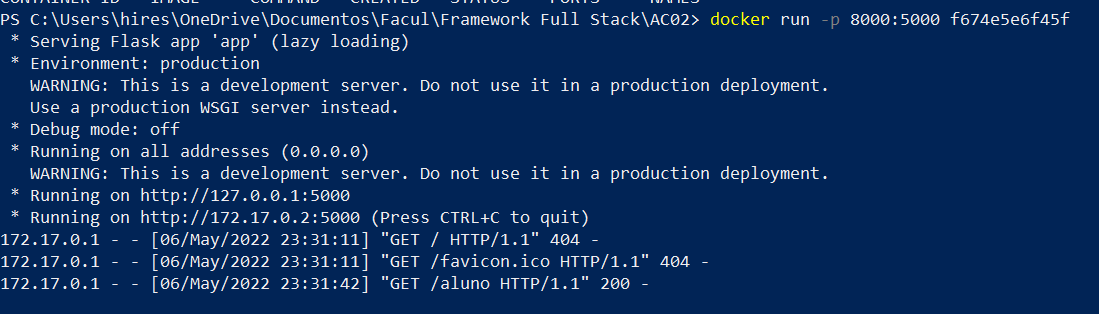 CONTAINER ID   IMAGE     COMMAND   CREATED   STATUS    PORTS     NAMES
PS C:\Users\hires\OneDrive\Documentos\Facul\Framework Full Stack\AC02> docker run -p 8000:5000 f674e5e6f45f
 * Serving Flask app 'app' (lazy loading)
 * Environment: production
   WARNING: This is a development server. Do not use it in a production deployment.
   Use a production WSGI server instead.
 * Debug mode: off
 * Running on all addresses (0.0.0.0)
   WARNING: This is a development server. Do not use it in a production deployment.
 * Running on http://127.0.0.1:5000
 * Running on http://172.17.0.2:5000 (Press CTRL+C to quit)
172.17.0.1 - - [06/May/2022 23:31:11] "GET / HTTP/1.1" 404 -
172.17.0.1 - - [06/May/2022 23:31:11] "GET /favicon.ico HTTP/1.1" 404 -
172.17.0.1 - - [06/May/2022 23:31:42] "GET /aluno HTTP/1.1" 200 -